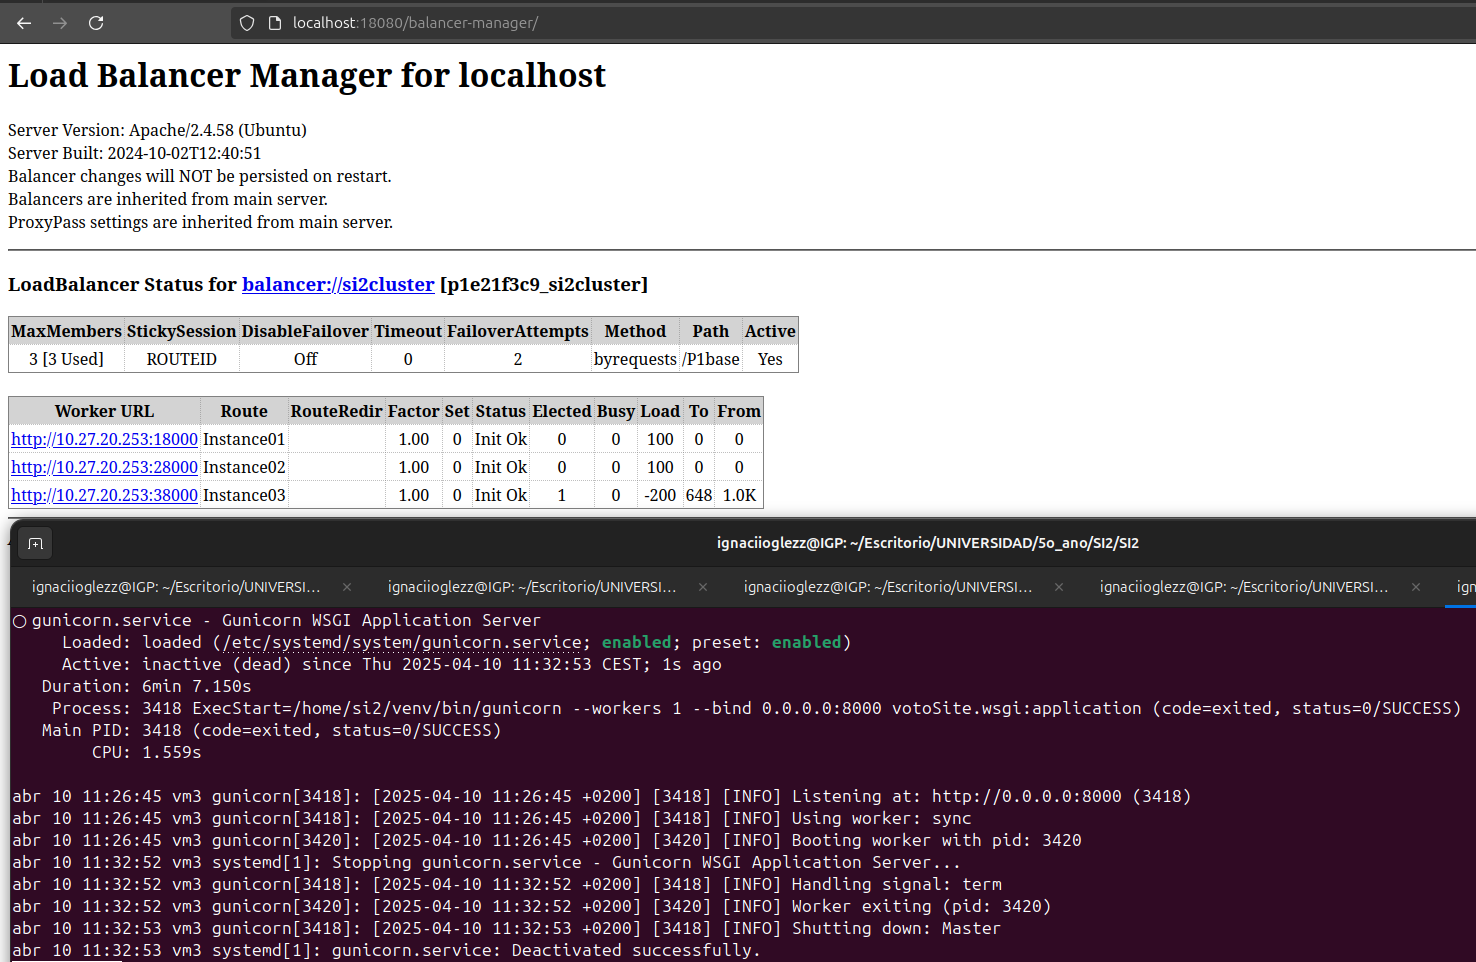 localhost:18080/balancer-manager/
Load Balancer Manager for localhost
Server Version: Apache/2.4.58 (Ubuntu)
Server Built: 2024-10-02T12:40:51
Balancer changes will NOT be persisted on restart.
Balancers are inherited from main server.
ProxyPass settings are inherited from main server.
LoadBalancer Status for balancer://si2cluster [p1e21f3c9_si2cluster]
MaxMembers StickySession DisableFailover Timeout FailoverAttempts Method Path Active
3 [3 Used] ROUTEID Off 0 2 byrequests /P1base Yes
Worker URL Route RouteRedir Factor Set Status Elected Busy Load To From
http://10.27.20.253:18000 Instance01 1.00 0 Init Ok 0 0 100 0 0
http://10.27.20.253:28000 Instance02 1.00 0 Init Ok 0 0 100 0 0
http://10.27.20.253:38000 Instance03 1.00 0 Init Ok 1 0 -200 648 1.0K
ignaciioglezz@IGP: ~/Escritorio/UNIVERSIDAD/5o_ano/SI2/SI2
ignaciioglezz@IGP: ~/Escritorio/UNIVERSI... × ignaciioglezz@IGP: ~/Escritorio/UNIVERSI... × ignaciioglezz@IGP: ~/Escritorio/UNIVERSI... × ignaciioglezz@IGP: ~/Escritorio/UNIVERSI... × ign
○ gunicorn.service - Gunicorn WSGI Application Server
Loaded: loaded (/etc/systemd/system/gunicorn.service; enabled; preset: enabled)
Active: inactive (dead) since Thu 2025-04-10 11:32:53 CEST; 1s ago
Duration: 6min 7.150s
Process: 3418 ExecStart=/home/si2/venv/bin/gunicorn --workers 1 --bind 0.0.0.0:8000 votoSite.wsgi:application (code=exited, status=0/SUCCESS)
Main PID: 3418 (code=exited, status=0/SUCCESS)
CPU: 1.559s
abr 10 11:26:45 vm3 gunicorn[3418]: [2025-04-10 11:26:45 +0200] [3418] [INFO] Listening at: http://0.0.0.0:8000 (3418)
abr 10 11:26:45 vm3 gunicorn[3418]: [2025-04-10 11:26:45 +0200] [3418] [INFO] Using worker: sync
abr 10 11:26:45 vm3 gunicorn[3420]: [2025-04-10 11:26:45 +0200] [3420] [INFO] Booting worker with pid: 3420
abr 10 11:32:52 vm3 systemd[1]: Stopping gunicorn.service - Gunicorn WSGI Application Server...
abr 10 11:32:52 vm3 gunicorn[3418]: [2025-04-10 11:32:52 +0200] [3418] [INFO] Handling signal: term
abr 10 11:32:52 vm3 gunicorn[3420]: [2025-04-10 11:32:52 +0200] [3420] [INFO] Worker exiting (pid: 3420)
abr 10 11:32:53 vm3 gunicorn[3418]: [2025-04-10 11:32:53 +0200] [3418] [INFO] Shutting down: Master
abr 10 11:32:53 vm3 systemd[1]: gunicorn.service: Deactivated successfully.